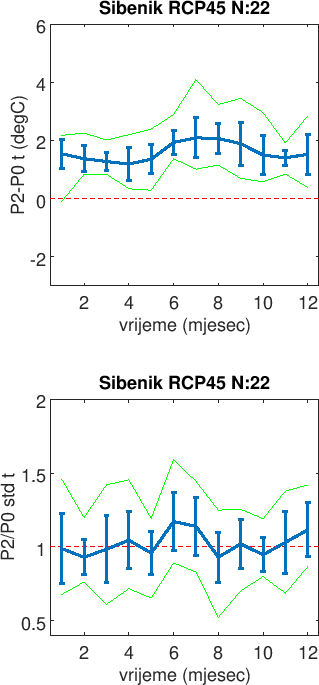 Sibenik RCP45 N:22
6
4
2
0
-2
P2-P0 t (degC)
2 4 6 8 10 12
vrijeme (mjesec)
Sibenik RCP45 N:22
2
1.5
1
0.5
P2/P0 std t
2 4 6 8 10 12
vrijeme (mjesec)